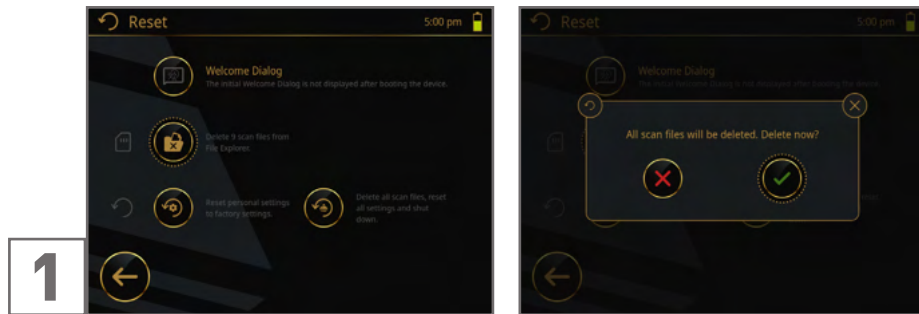 Reset
5:00 pm
Welcome Dialog
The initial Welcome Dialog is not displayed after booting the device.
Delete 9 scan files from
File Explorer.
Reset personal settings
to factory settings.
Delete all scan files, reset
all settings and shut
down.
1
Reset
5:00 pm
Welcome Dialog
The initial Welcome Dialog is not displayed after booting the device.
All scan files will be deleted. Delete now?